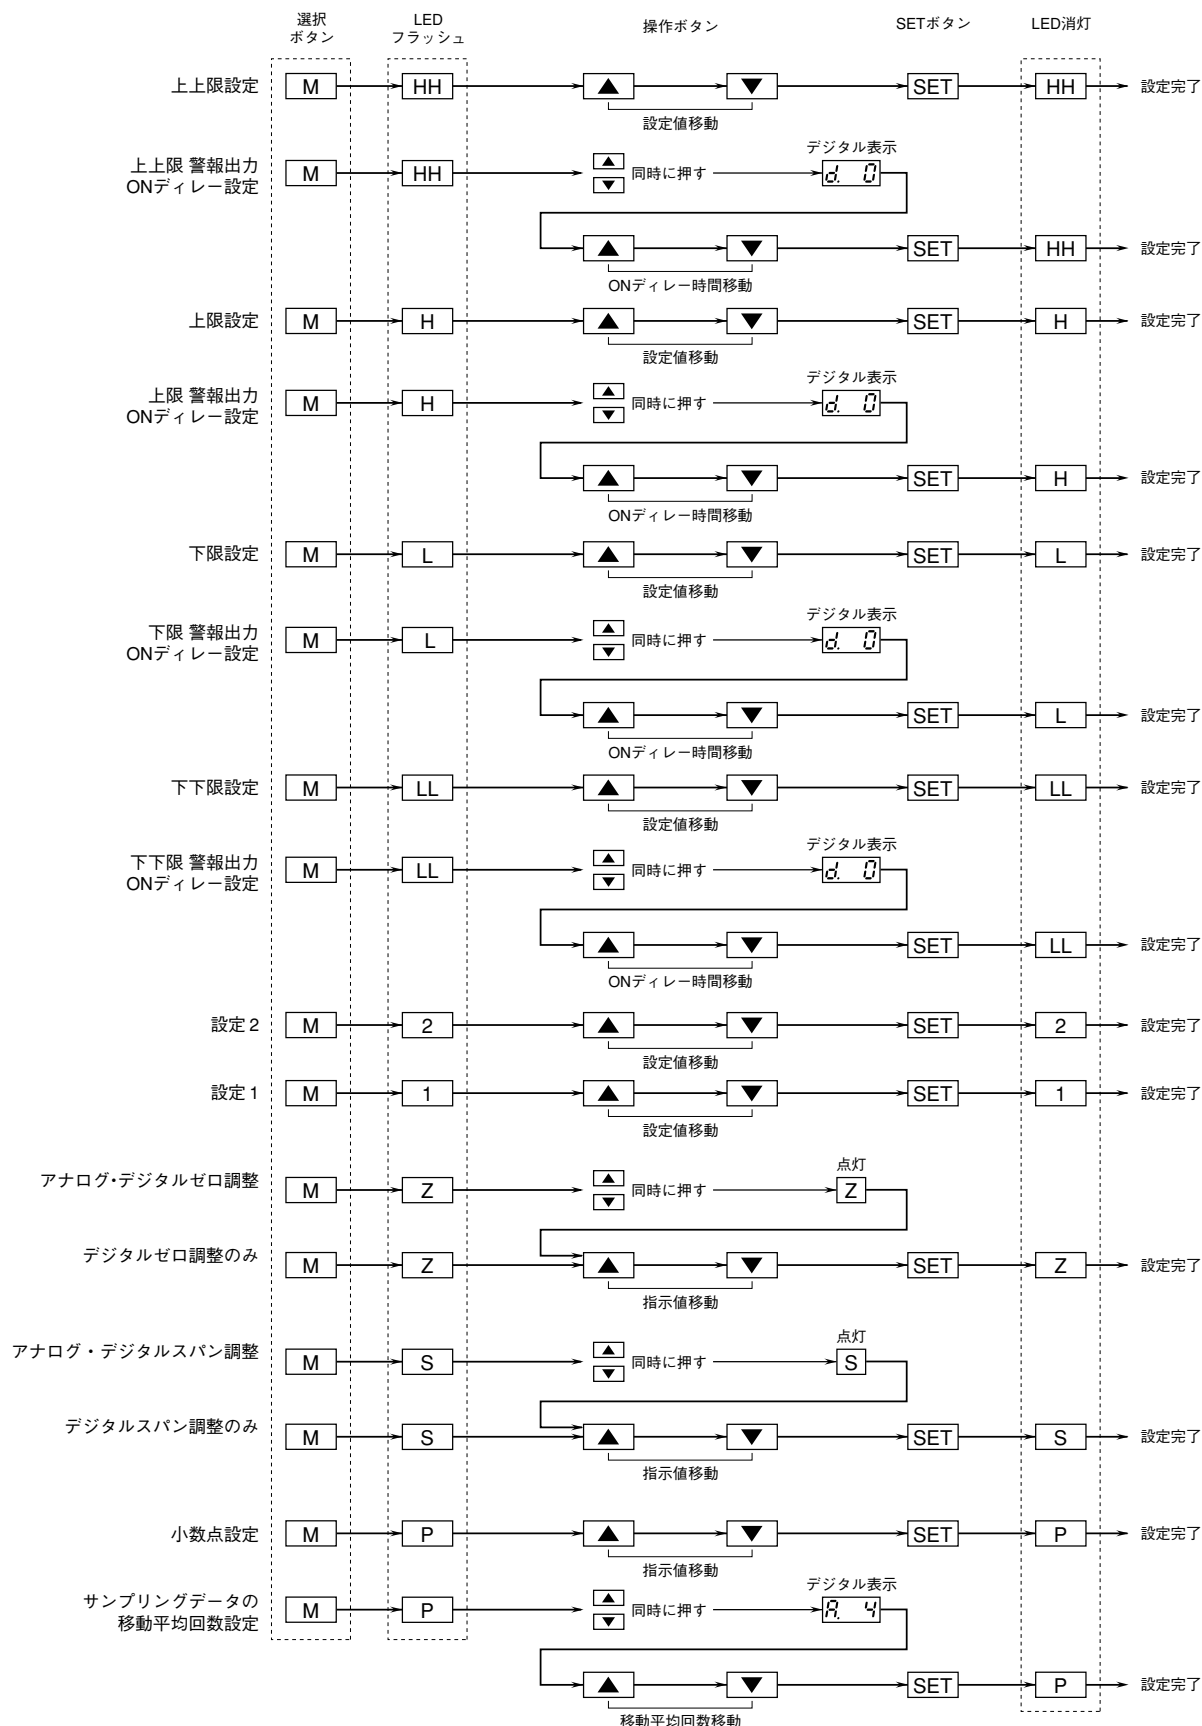 選択
ボタン
LED
フラッシュ
操作ボタン
SETボタン
LED消灯
上上限設定 M HH ▲ ▼ SET HH 設定完了
設定値移動
デジタル表示
上上限 警報出力
ONディレー設定
M HH ▲ ▼ 同時に押す d. 0
▲ ▼ SET HH 設定完了
ONディレー時間移動
上限設定 M H ▲ ▼ SET H 設定完了
設定値移動
デジタル表示
上限 警報出力
ONディレー設定
M H ▲ ▼ 同時に押す d. 0
▲ ▼ SET H 設定完了
ONディレー時間移動
下限設定 M L ▲ ▼ SET L 設定完了
設定値移動
デジタル表示
下限 警報出力
ONディレー設定
M L ▲ ▼ 同時に押す d. 0
▲ ▼ SET L 設定完了
ONディレー時間移動
下下限設定 M LL ▲ ▼ SET LL 設定完了
設定値移動
デジタル表示
下下限 警報出力
ONディレー設定
M LL ▲ ▼ 同時に押す d. 0
▲ ▼ SET LL 設定完了
ONディレー時間移動
設定2 M 2 ▲ ▼ SET 2 設定完了
設定値移動
設定1 M 1 ▲ ▼ SET 1 設定完了
設定値移動
点灯
アナログ・デジタルゼロ調整 M Z ▲ ▼ 同時に押す Z
デジタルゼロ調整のみ M Z ▲ ▼ SET Z 設定完了
指示値移動
点灯
アナログ・デジタルスパン調整 M S ▲ ▼ 同時に押す S
デジタルスパン調整のみ M S ▲ ▼ SET S 設定完了
指示値移動
小数点設定 M P ▲ ▼ SET P 設定完了
指示値移動
デジタル表示
サンプリングデータの
移動平均回数設定
M P ▲ ▼ 同時に押す A. 4
▲ ▼ SET P 設定完了
移動平均回数移動